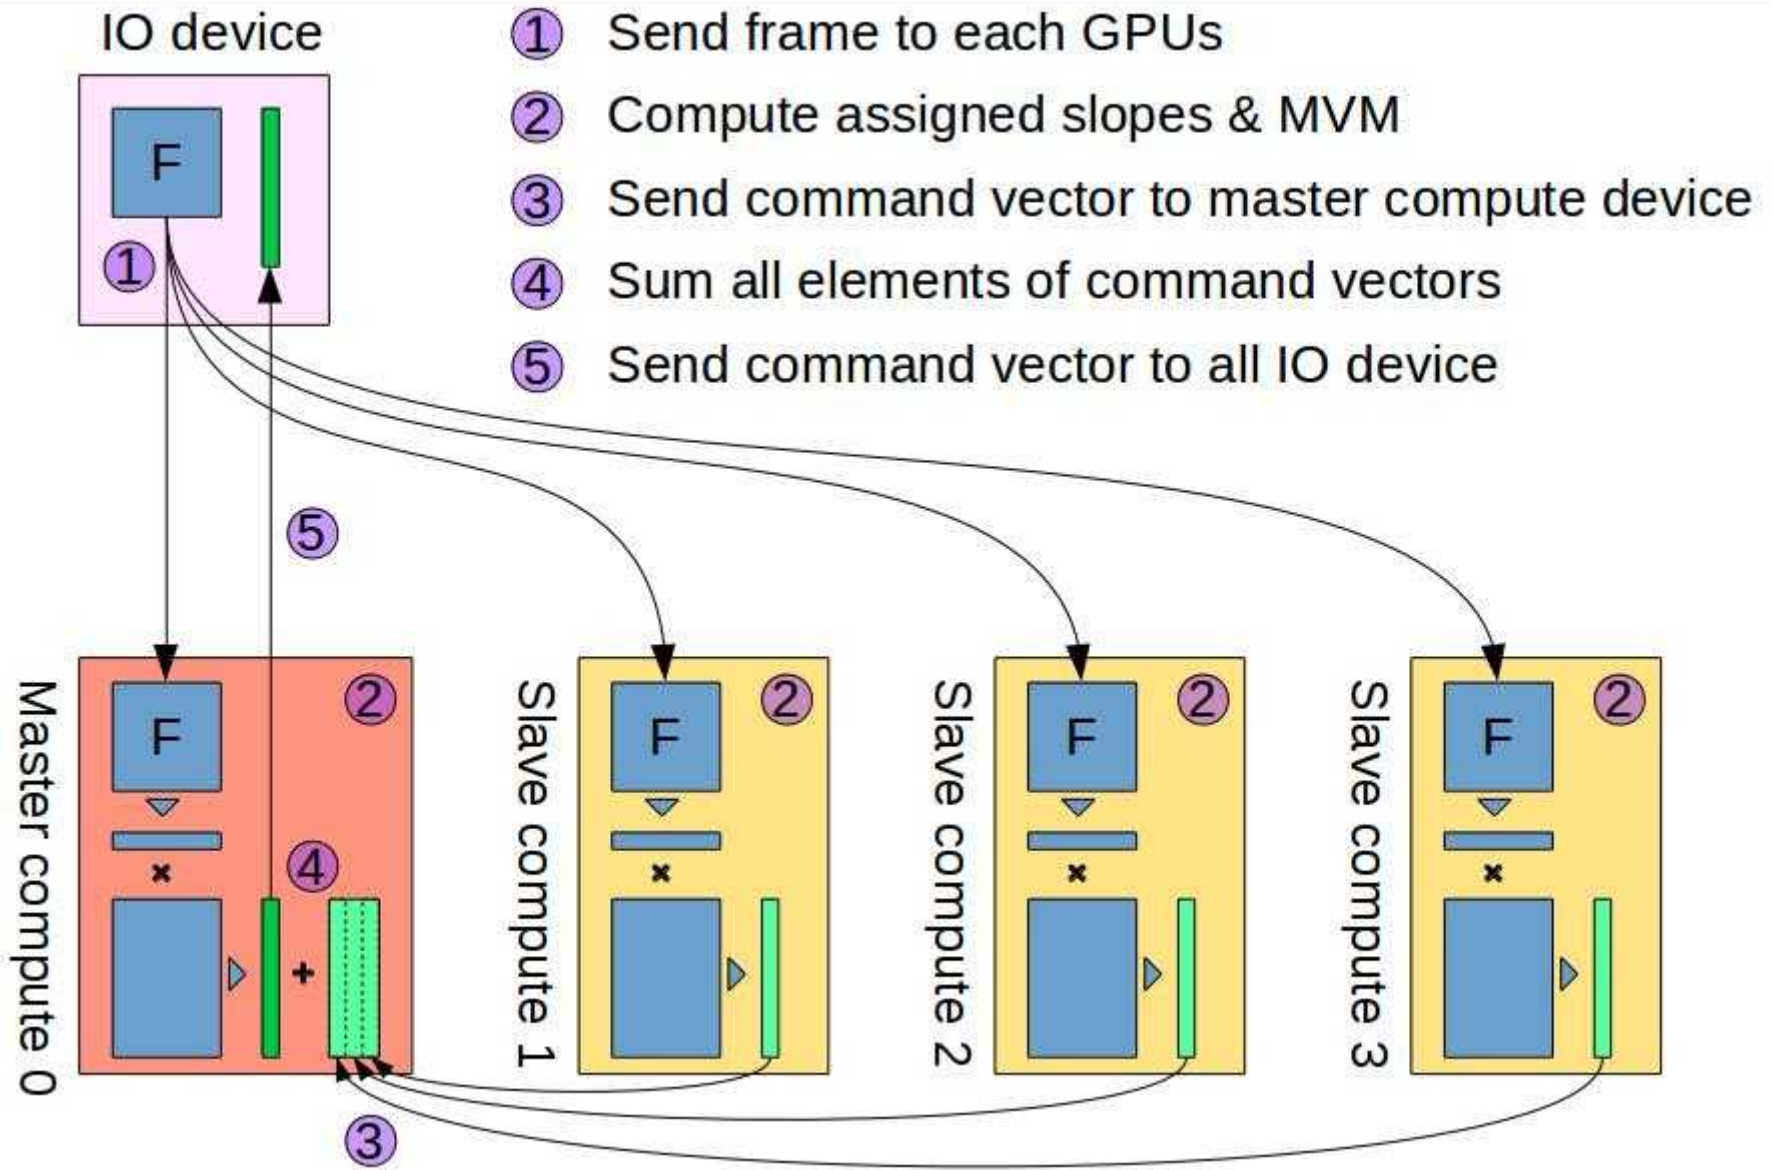 IO device
1 Send frame to each GPUs
2 Compute assigned slopes & MVM
3 Send command vector to master compute device
4 Sum all elements of command vectors
5 Send command vector to all IO device
F
1
5
Master compute 0
F
2
×
4
+
3
Slave compute 1
F
2
×
Slave compute 2
F
2
×
Slave compute 3
F
2
×